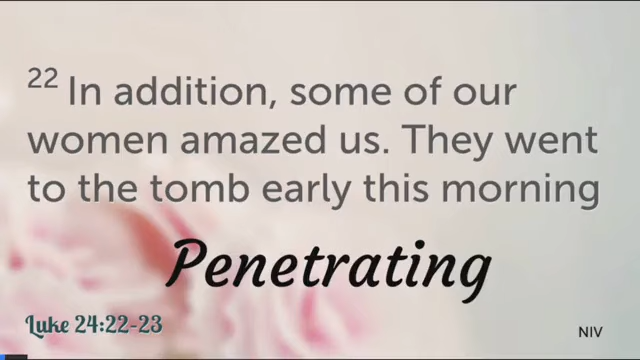 22 In addition, some of our
women amazed us. They went
to the tomb early this morning
Penetrating
Luke 24:22-23
NIV